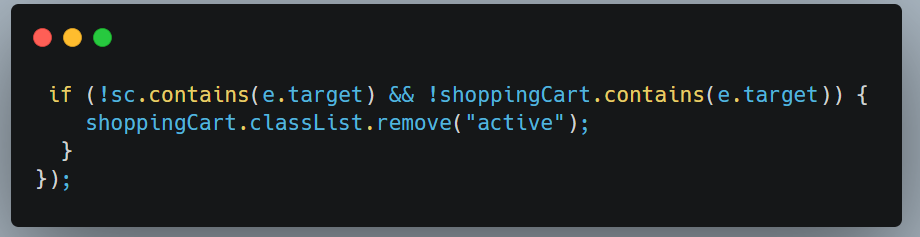 if (!sc.contains(e.target) && !shoppingCart.contains(e.target)) {
shoppingCart.classList.remove("active");
}
});